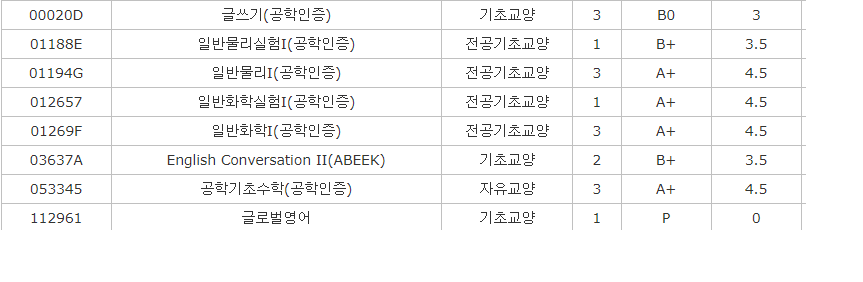 00020D 글쓰기(공학인증) 기초교양 3 B0 3
01188E 일반물리실험I(공학인증) 전공기초교양 1 B+ 3.5
01194G 일반물리I(공학인증) 전공기초교양 3 A+ 4.5
012657 일반화학실험I(공학인증) 전공기초교양 1 A+ 4.5
01269F 일반화학I(공학인증) 전공기초교양 3 A+ 4.5
03637A English Conversation II(ABEEK) 기초교양 2 B+ 3.5
053345 공학기초수학(공학인증) 자유교양 3 A+ 4.5
112961 글로벌영어 기초교양 1 P 0